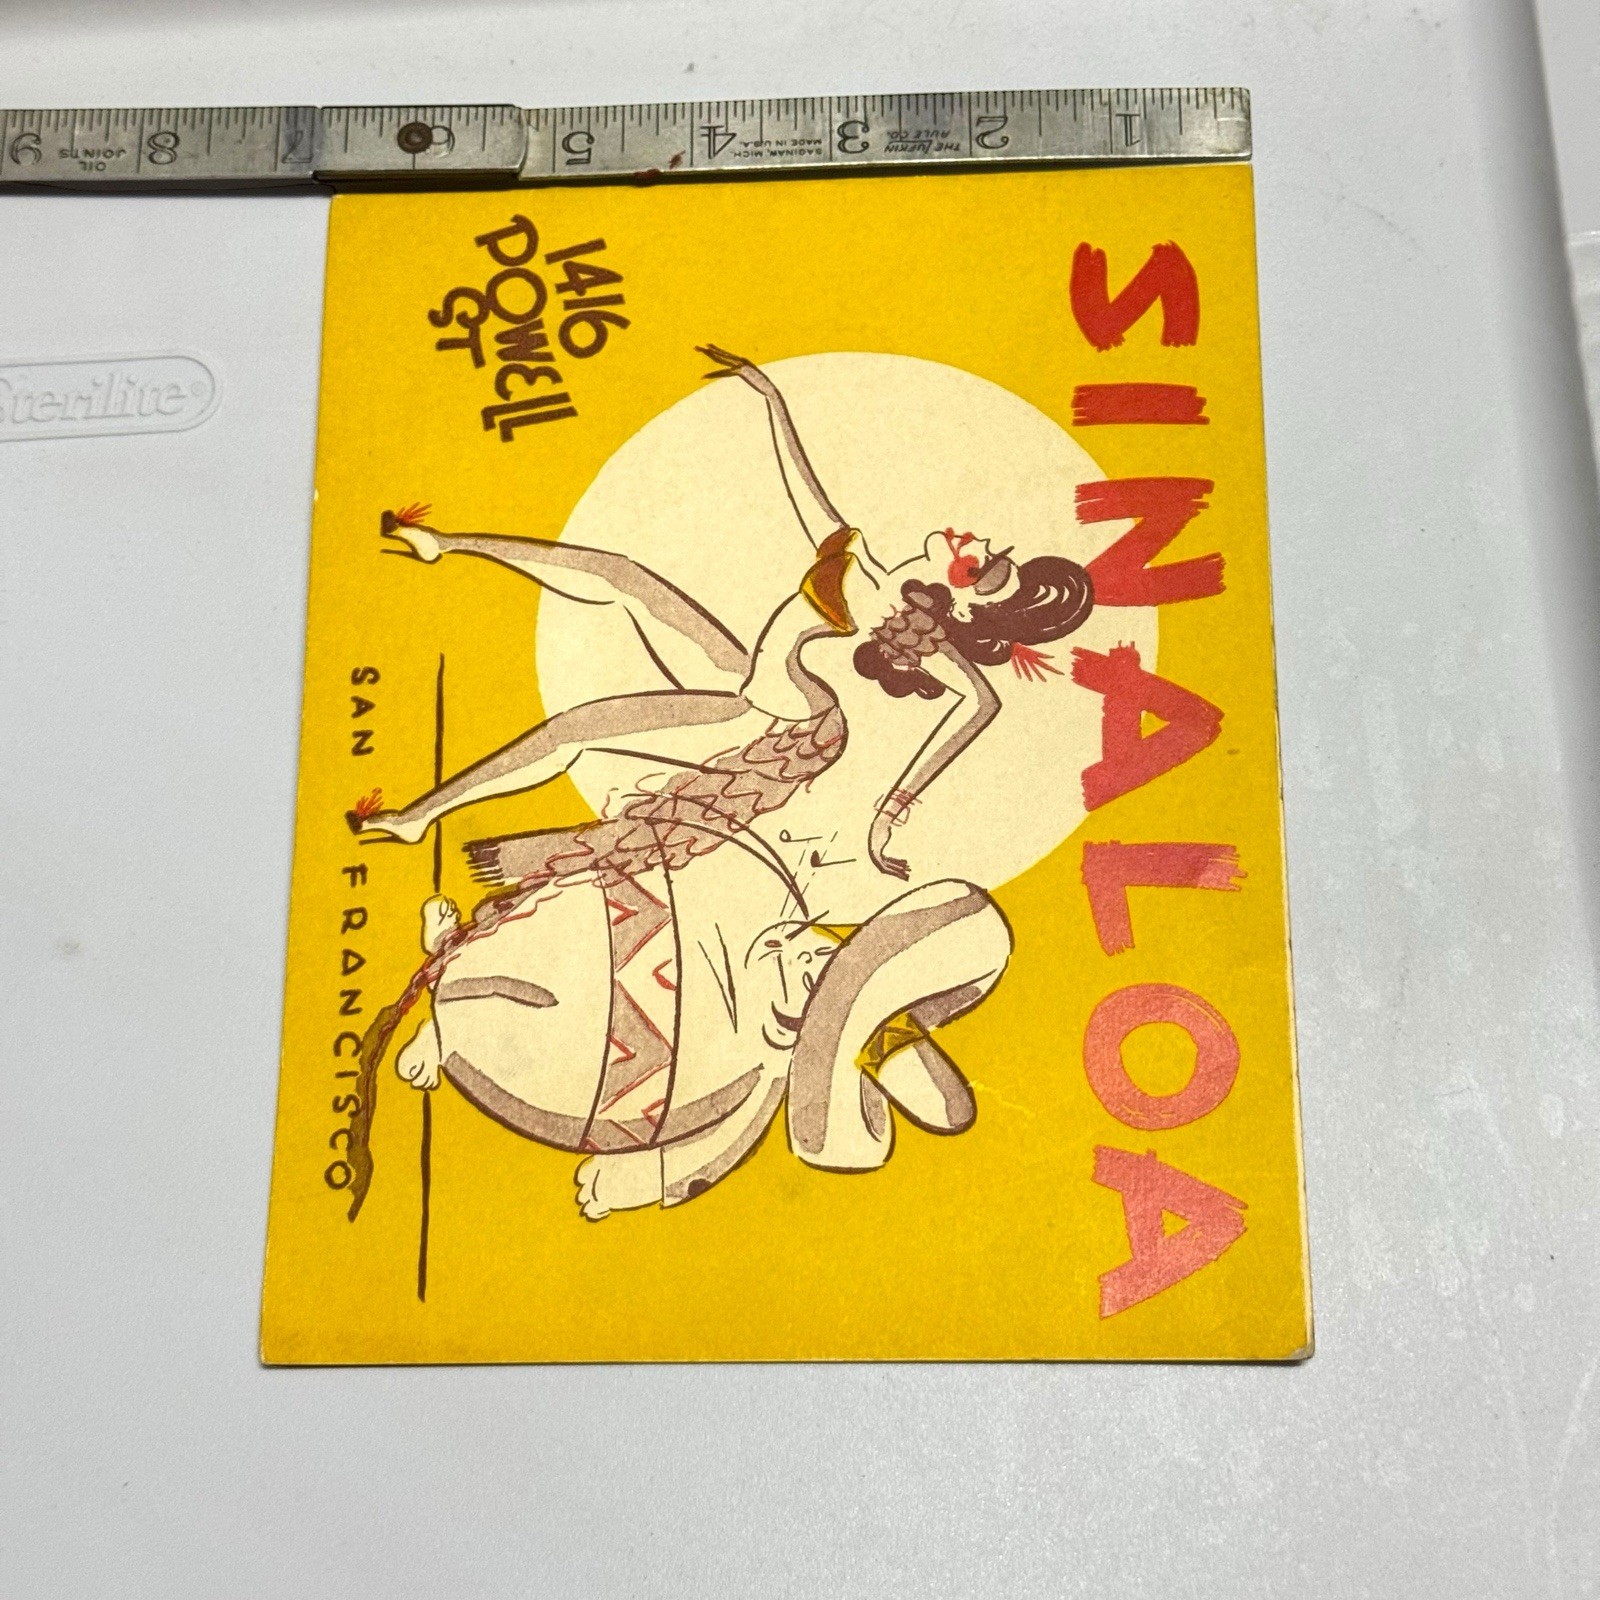 SINALOA
1416
POWELL
ST
SAN FRANCISCO
1 2 3 4 5 6 7 8 9
THE LUFKIN
RULE CO.
SAGINAW, MICH
MADE IN U.S.A.
OIL
JOINTS
Sterilite®